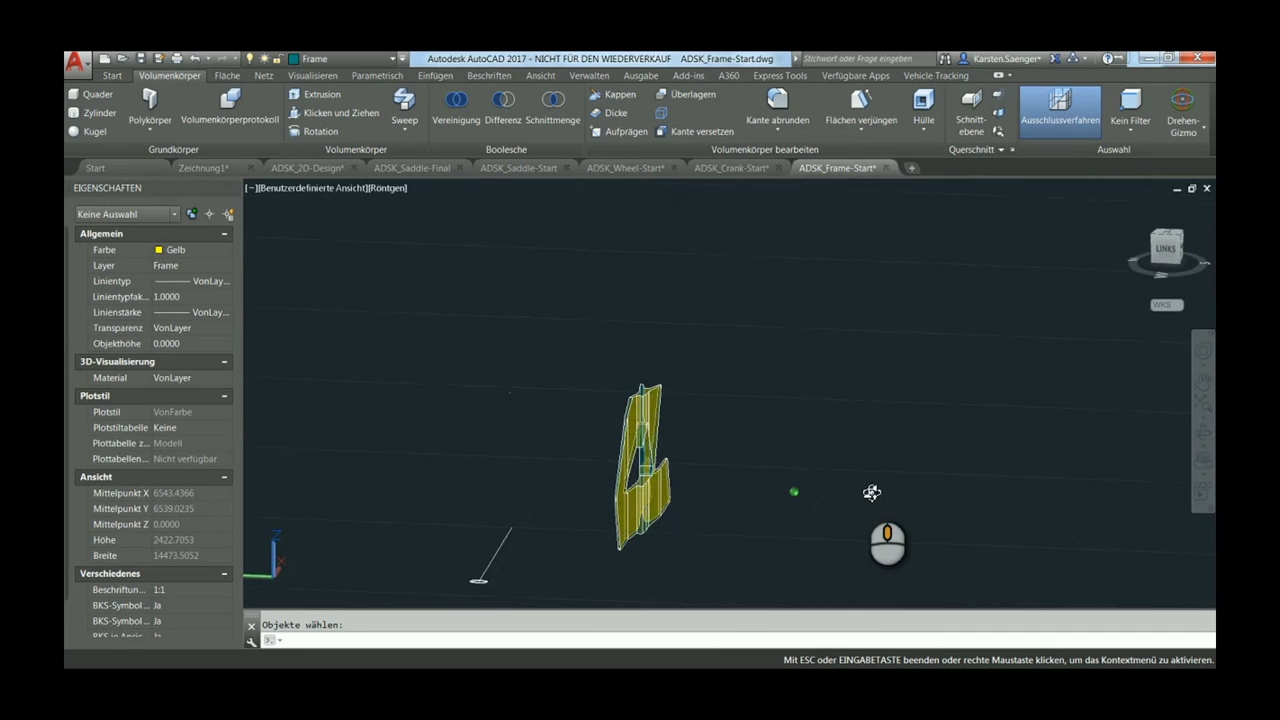 Frame
Autodesk AutoCAD 2017 - NICHT FÜR DEN WIEDERVERKAUF ADSK_Frame-Start.dwg
Stichwort oder Frage eingeben
Karsten.Saenger
Start Volumenkörper Fläche Netz Visualisieren Parametrisch Einfügen Beschriften Ansicht Verwalten Ausgabe Add-ins A360 Express Tools Verfügbare Apps Vehicle Tracking
Quader
Zylinder
Kugel
Polykörper
Volumenkörperprotokoll
Extrusion
Klicken und Ziehen
Rotation
Sweep
Vereinigung
Differenz
Schnittmenge
Kappen
Dicke
Aufprägen
Überlagern
Kante versetzen
Kante abrunden
Flächen verjüngen
Hülle
Schnitt-
ebene
Ausschlussverfahren
Kein Filter
Drehen-
Gizmo
Grundkörper Volumenkörper Boolesche Volumenkörper bearbeiten Querschnitt Auswahl
Start Zeichnung1* ADSK_2D-Design* ADSK_Saddle-Final ADSK_Saddle-Start ADSK_Wheel-Start* ADSK_Crank-Start* ADSK_Frame-Start*
EIGENSCHAFTEN
Keine Auswahl
Allgemein
Farbe Gelb
Layer Frame
Linientyp VonLay...
Linientypfak... 1.0000
Linienstärke VonLay...
Transparenz VonLayer
Objekthöhe 0.0000
3D-Visualisierung
Material VonLayer
Plotstil
Plotstil VonFarbe
Plotstiltabelle Keine
Plottabelle z... Modell
Plottabellen... Nicht verfügbar
Ansicht
Mittelpunkt X 6543.4366
Mittelpunkt Y 6539.0235
Mittelpunkt Z 0.0000
Höhe 2422.7053
Breite 14473.5052
Verschiedenes
Beschriftun... 1:1
BKS-Symbol ... Ja
BKS-Symbol ... Ja
[−][Benutzerdefinierte Ansicht][Röntgen]
LINKS
WKS
Z
X
Objekte wählen:
Mit ESC oder EINGABETASTE beenden oder rechte Maustaste klicken, um das Kontextmenü zu aktivieren.